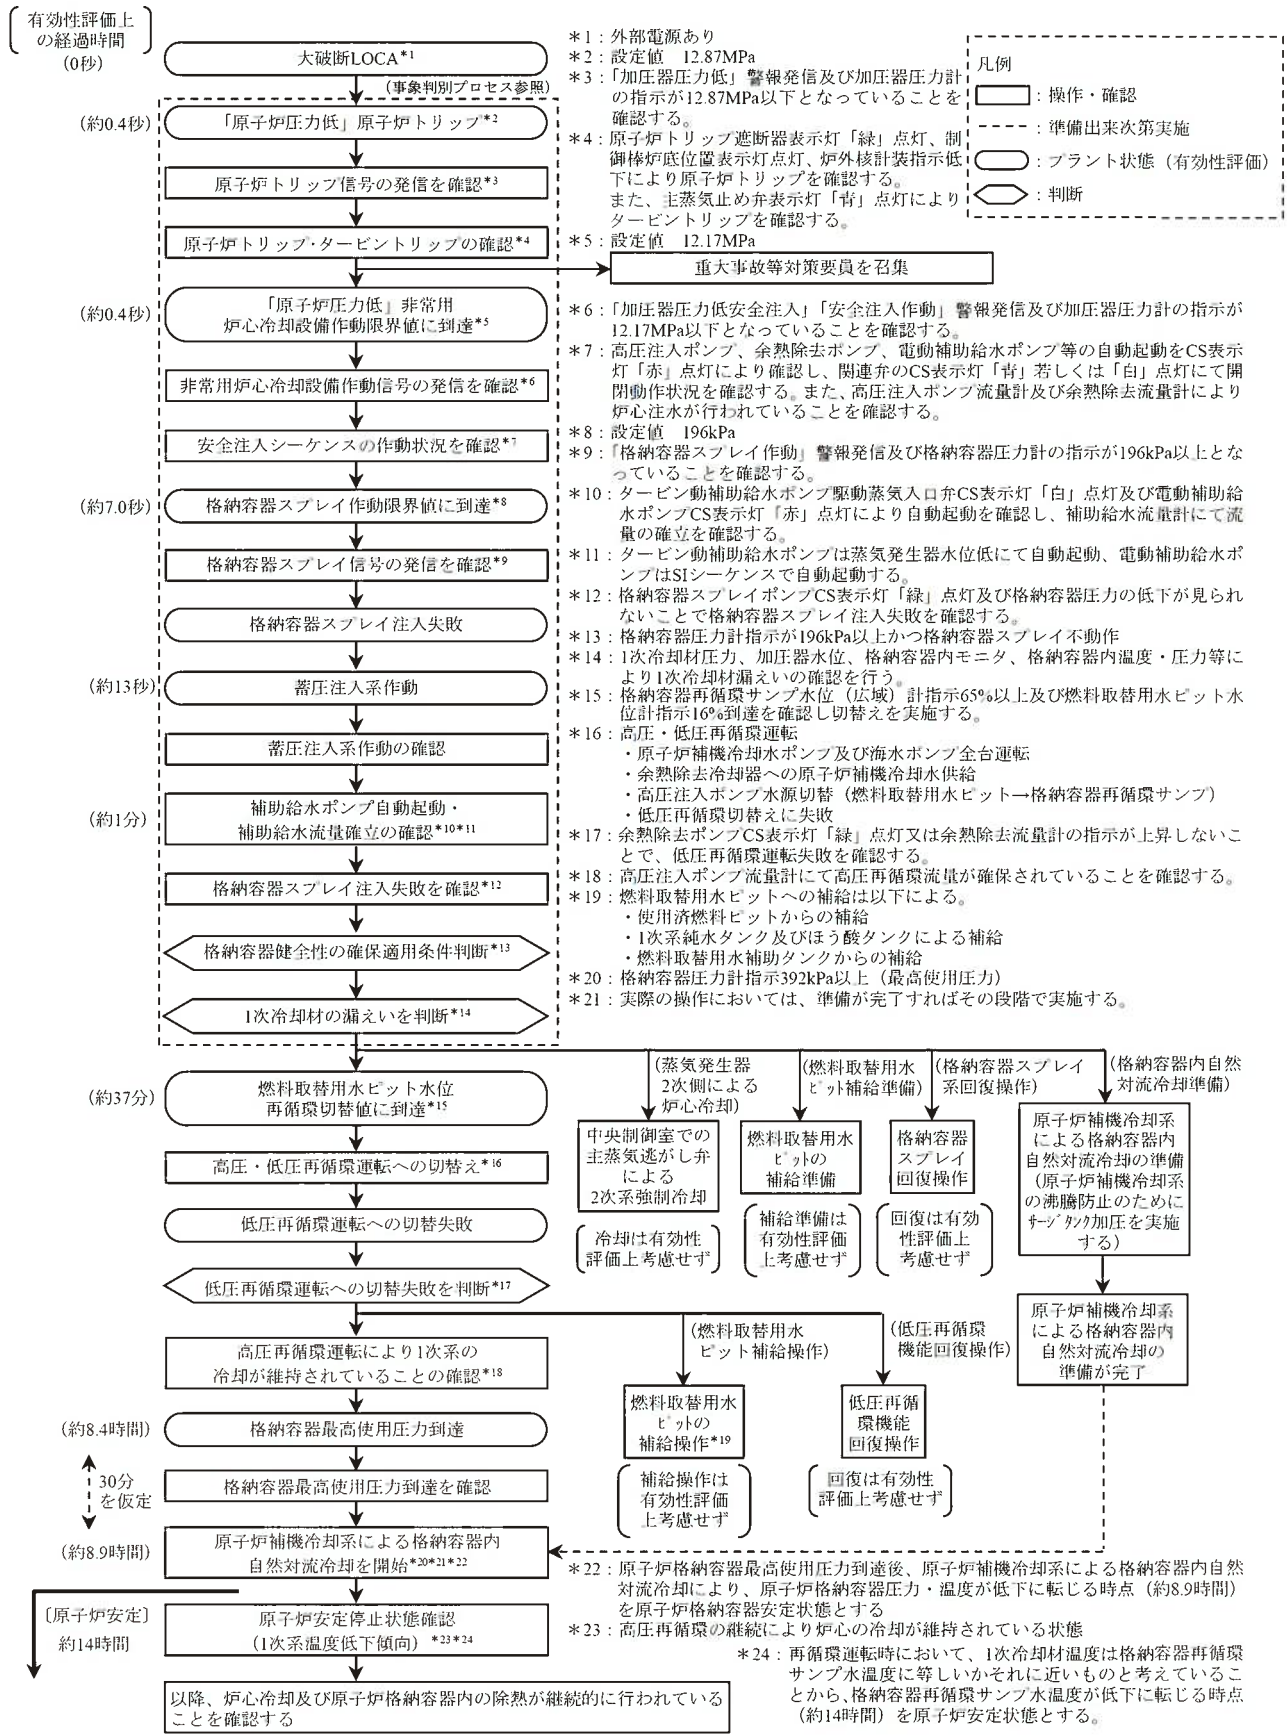 有効性評価上
の経過時間
(0秒)
大破断LOCA*1
(事象判別プロセス参照)
(約0.4秒)
「原子炉圧力低」原子炉トリップ*2
原子炉トリップ信号の発信を確認*3
原子炉トリップ・タービントリップの確認*4
重大事故等対策要員を召集
(約0.4秒)
「原子炉圧力低」非常用
炉心冷却設備作動限界値に到達*5
非常用炉心冷却設備作動信号の発信を確認*6
安全注入シーケンスの作動状況を確認*7
(約7.0秒)
格納容器スプレイ作動限界値に到達*8
格納容器スプレイ信号の発信を確認*9
格納容器スプレイ注入失敗
(約13秒)
蓄圧注入系作動
蓄圧注入系作動の確認
(約1分)
補助給水ポンプ自動起動・
補助給水流量確立の確認*10*11
格納容器スプレイ注入失敗を確認*12
格納容器健全性の確保適用条件判断*13
1次冷却材の漏えいを判断*14
*1:外部電源あり
*2:設定値 12.87MPa
*3:「加圧器圧力低」警報発信及び加圧器圧力計
の指示が12.87MPa以下となっていることを
確認する。
*4:原子炉トリップ遮断器表示灯「緑」点灯、制
御棒炉底位置表示灯点灯、炉外核計装指示低
下により原子炉トリップを確認する。
また、主蒸気止め弁表示灯「青」点灯により
タービントリップを確認する。
*5:設定値 12.17MPa
凡例
:操作・確認
:準備出来次第実施
:プラント状態(有効性評価)
:判断
*6:「加圧器圧力低安全注入」「安全注入作動」警報発信及び加圧器圧力計の指示が
12.17MPa以下となっていることを確認する。
*7:高圧注入ポンプ、余熱除去ポンプ、電動補助給水ポンプ等の自動起動をCS表示
灯「赤」点灯により確認し、関連弁のCS表示灯「青」若しくは「白」点灯にて開
閉動作状況を確認する。また、高圧注入ポンプ流量計及び余熱除去流量計により
炉心注水が行われていることを確認する。
*8:設定値 196kPa
*9:「格納容器スプレイ作動」警報発信及び格納容器圧力計の指示が196kPa以上とな
っていることを確認する。
*10:タービン動補助給水ポンプ駆動蒸気入口弁CS表示灯「白」点灯及び電動補助給
水ポンプCS表示灯「赤」点灯により自動起動を確認し、補助給水流量計にて流
量の確立を確認する。
*11:タービン動補助給水ポンプは蒸気発生器水位低にて自動起動、電動補助給水ポ
ンプはSIシーケンスで自動起動する。
*12:格納容器スプレイポンプCS表示灯「緑」点灯及び格納容器圧力の低下が見られ
ないことで格納容器スプレイ注入失敗を確認する。
*13:格納容器圧力計指示が196kPa以上かつ格納容器スプレイ不動作
*14:1次冷却材圧力、加圧器水位、格納容器内モニタ、格納容器内温度・圧力等によ
り1次冷却材漏えいの確認を行う。
*15:格納容器再循環サンプ水位(広域)計指示65%以上及び燃料取替用水ピット水
位計指示16%到達を確認し切替えを実施する。
*16:高圧・低圧再循環運転
・原子炉補機冷却水ポンプ及び海水ポンプ全台運転
・余熱除去冷却器への原子炉補機冷却水供給
・高圧注入ポンプ水源切替(燃料取替用水ピット→格納容器再循環サンプ)
・低圧再循環切替えに失敗
*17:余熱除去ポンプCS表示灯「緑」点灯又は余熱除去流量計の指示が上昇しないこ
とで、低圧再循環運転失敗を確認する。
*18:高圧注入ポンプ流量計にて高圧再循環流量が確保されていることを確認する。
*19:燃料取替用水ピットへの補給は以下による。
・使用済燃料ピットからの補給
・1次系純水タンク及びほう酸タンクによる補給
・燃料取替用水補助タンクからの補給
*20:格納容器圧力計指示392kPa以上(最高使用圧力)
*21:実際の操作においては、準備が完了すればその段階で実施する。
(約37分)
燃料取替用水ピット水位
再循環切替値に到達*15
高圧・低圧再循環運転への切替え*16
低圧再循環運転への切替失敗
低圧再循環運転への切替失敗を判断*17
(蒸気発生器
2次側による
炉心冷却)
中央制御室での
主蒸気逃がし弁
による
2次系強制冷却
冷却は有効性
評価上考慮せず
(燃料取替用水
ピット補給準備)
燃料取替用水
ピットの
補給準備
補給準備は
有効性評価
上考慮せず
(格納容器スプレイ
系回復操作)
格納容器
スプレイ
回復操作
回復は有効
性評価上
考慮せず
(格納容器内自然
対流冷却準備)
原子炉補機冷却系
による格納容器内
自然対流冷却の準備
(原子炉補機冷却系
の沸騰防止のために
サージタンク加圧を実施
する)
原子炉補機冷却系
による格納容器内
自然対流冷却の
準備が完了
高圧再循環運転により1次系の
冷却が維持されていることの確認*18
(燃料取替用水
ピット補給操作)
燃料取替用水
ピットの
補給操作*19
補給操作は
有効性評価
上考慮せず
(低圧再循環
機能回復操作)
低圧再循
環機能
回復操作
回復は有効性
評価上考慮せず
(約8.4時間)
格納容器最高使用圧力到達
30分
を仮定
格納容器最高使用圧力到達を確認
(約8.9時間)
原子炉補機冷却系による格納容器内
自然対流冷却を開始*20*21*22
〔原子炉安定〕
約14時間
原子炉安定停止状態確認
(1次系温度低下傾向)*23*24
以降、炉心冷却及び原子炉格納容器内の除熱が継続的に行われている
ことを確認する
*22:原子炉格納容器最高使用圧力到達後、原子炉補機冷却系による格納容器内自然
対流冷却により、原子炉格納容器圧力・温度が低下に転じる時点(約8.9時間)
を原子炉格納容器安定状態とする
*23:高圧再循環の継続により炉心の冷却が維持されている状態
*24:再循環運転時において、1次冷却材温度は格納容器再循環
サンプ水温度に等しいかそれに近いものと考えているこ
とから、格納容器再循環サンプ水温度が低下に転じる時点
(約14時間)を原子炉安定状態とする。